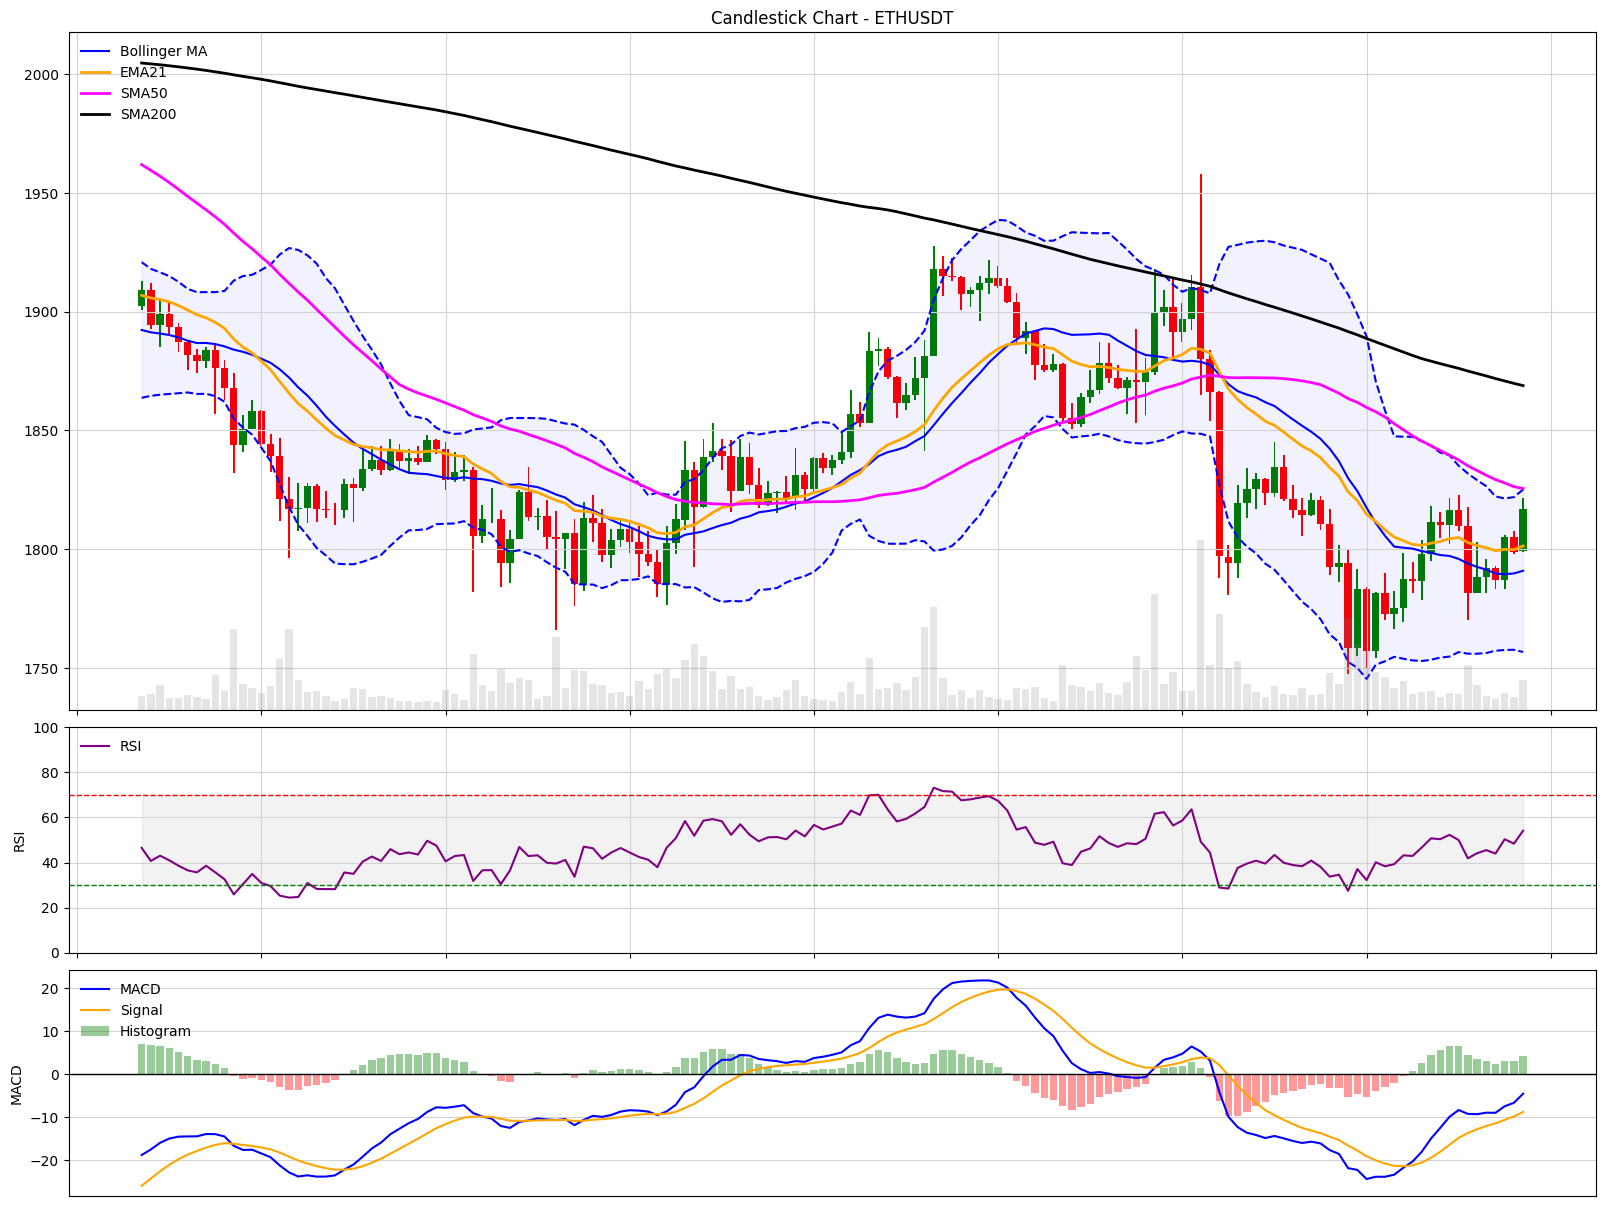 Candlestick Chart - ETHUSDT
Bollinger MA
EMA21
SMA50
SMA200
2000
1950
1900
1850
1800
1750
RSI
100
80
60
40
20
0
RSI
MACD
Signal
Histogram
20
10
0
−10
−20
MACD